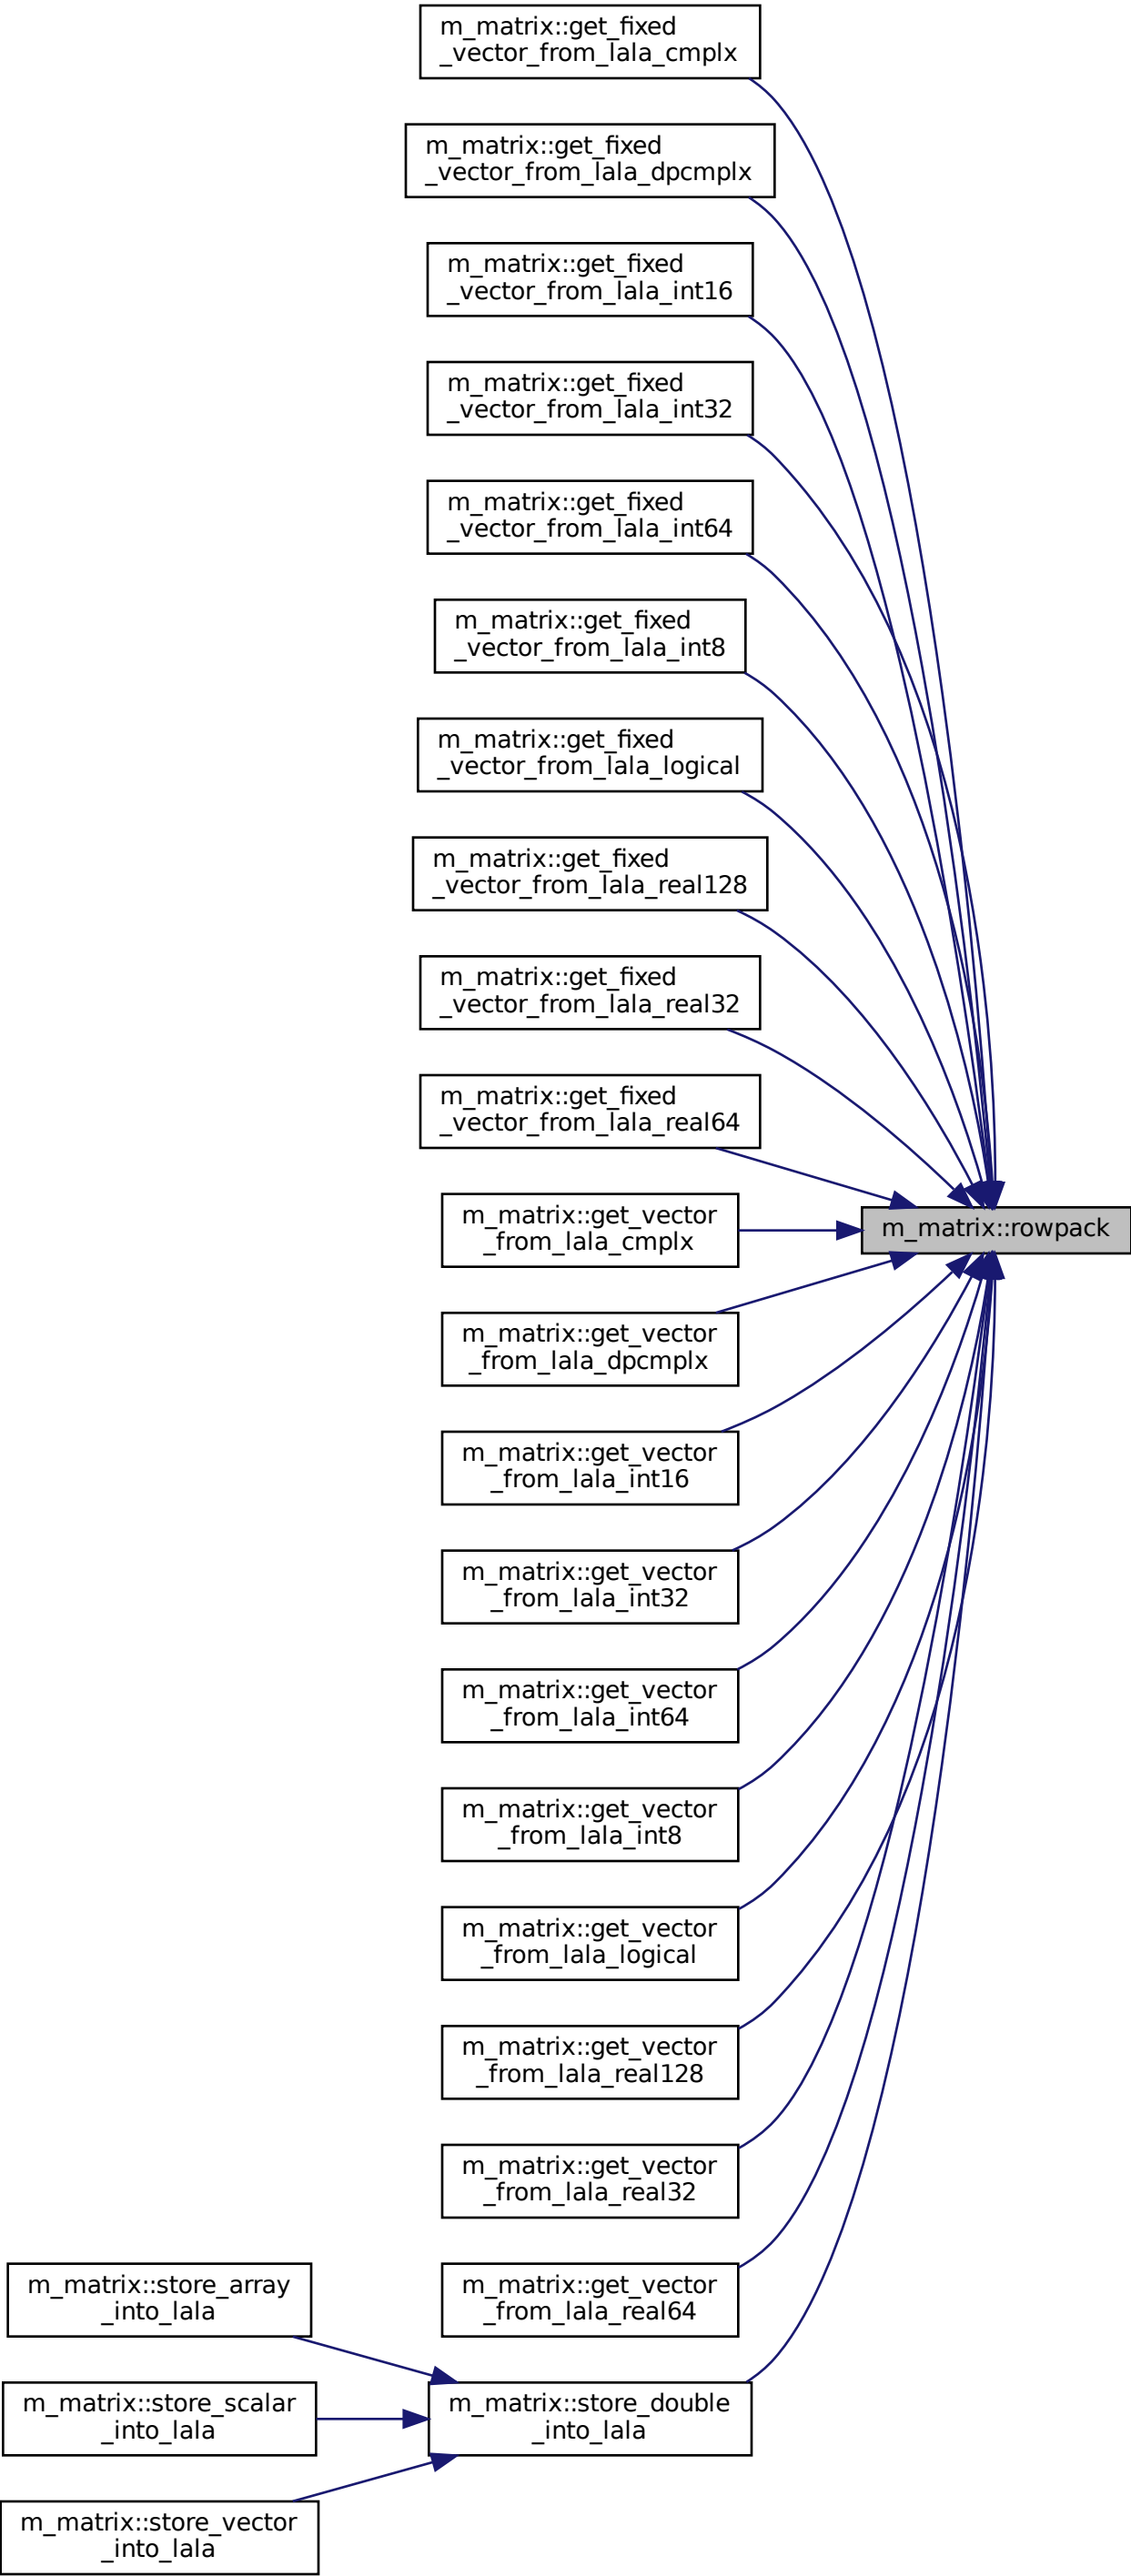 m_matrix::get_fixed
_vector_from_lala_cmplx
m_matrix::get_fixed
_vector_from_lala_dpcmplx
m_matrix::get_fixed
_vector_from_lala_int16
m_matrix::get_fixed
_vector_from_lala_int32
m_matrix::get_fixed
_vector_from_lala_int64
m_matrix::get_fixed
_vector_from_lala_int8
m_matrix::get_fixed
_vector_from_lala_logical
m_matrix::get_fixed
_vector_from_lala_real128
m_matrix::get_fixed
_vector_from_lala_real32
m_matrix::get_fixed
_vector_from_lala_real64
m_matrix::get_vector
_from_lala_cmplx
m_matrix::rowpack
m_matrix::get_vector
_from_lala_dpcmplx
m_matrix::get_vector
_from_lala_int16
m_matrix::get_vector
_from_lala_int32
m_matrix::get_vector
_from_lala_int64
m_matrix::get_vector
_from_lala_int8
m_matrix::get_vector
_from_lala_logical
m_matrix::get_vector
_from_lala_real128
m_matrix::get_vector
_from_lala_real32
m_matrix::get_vector
_from_lala_real64
m_matrix::store_array
_into_lala
m_matrix::store_scalar
_into_lala
m_matrix::store_double
_into_lala
m_matrix::store_vector
_into_lala